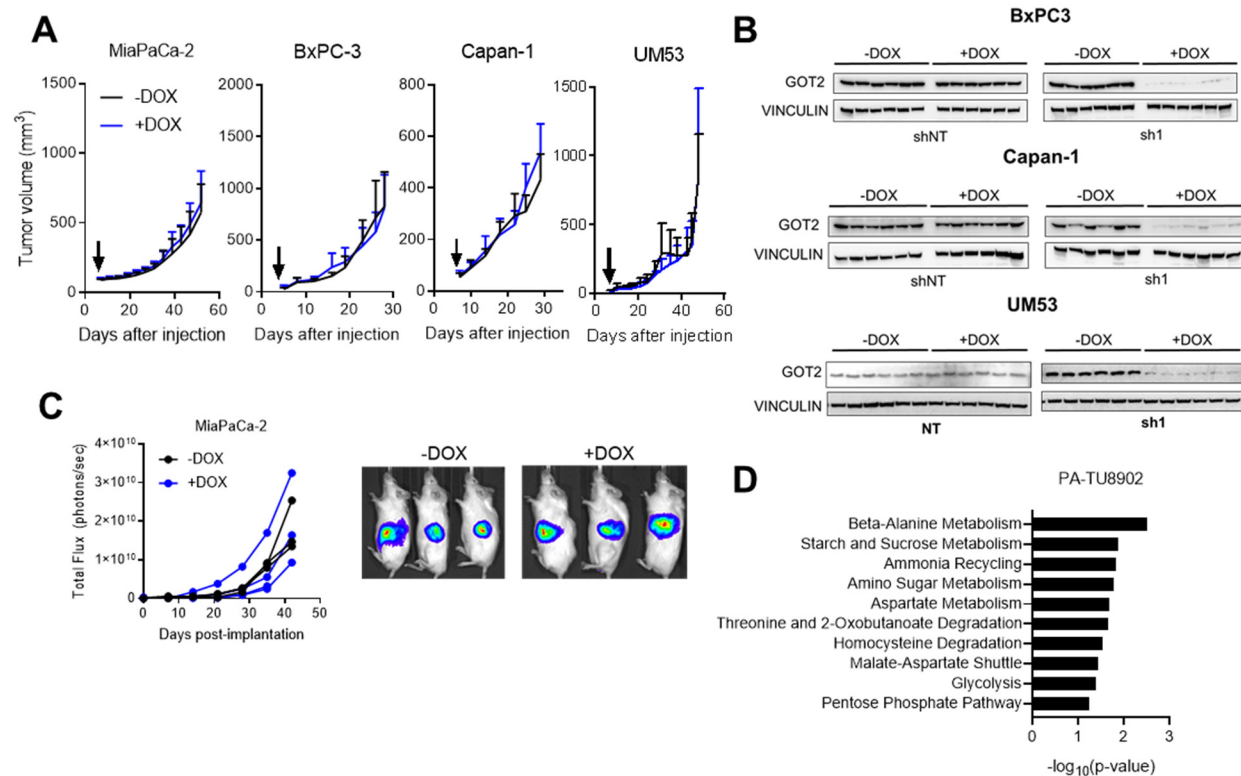 A
MiaPaCa-2
BxPC-3
Capan-1
UM53
Tumor volume (mm³)
1500
1000
500
0
-DOX
+DOX
0 20 40 60
Days after injection
2000
1500
1000
500
0
0 10 20 30
Days after injection
800
600
400
200
0
0 10 20 30
Days after injection
1500
1000
500
0
0 20 40 60
Days after injection
B
BxPC3
-DOX +DOX -DOX +DOX
GOT2
VINCULIN
shNT sh1
Capan-1
-DOX +DOX -DOX +DOX
GOT2
VINCULIN
shNT sh1
UM53
-DOX +DOX -DOX +DOX
GOT2
VINCULIN
NT sh1
C
MiaPaCa-2
Total Flux (photons/sec)
4×10¹⁰
3×10¹⁰
2×10¹⁰
1×10¹⁰
0
-DOX
+DOX
0 10 20 30 40 50
Days post-implantation
-DOX +DOX
D
PA-TU8902
Beta-Alanine Metabolism
Starch and Sucrose Metabolism
Ammonia Recycling
Amino Sugar Metabolism
Aspartate Metabolism
Threonine and 2-Oxobutanoate Degradation
Homocysteine Degradation
Malate-Aspartate Shuttle
Glycolysis
Pentose Phosphate Pathway
0 1 2 3
-log₁₀(p-value)